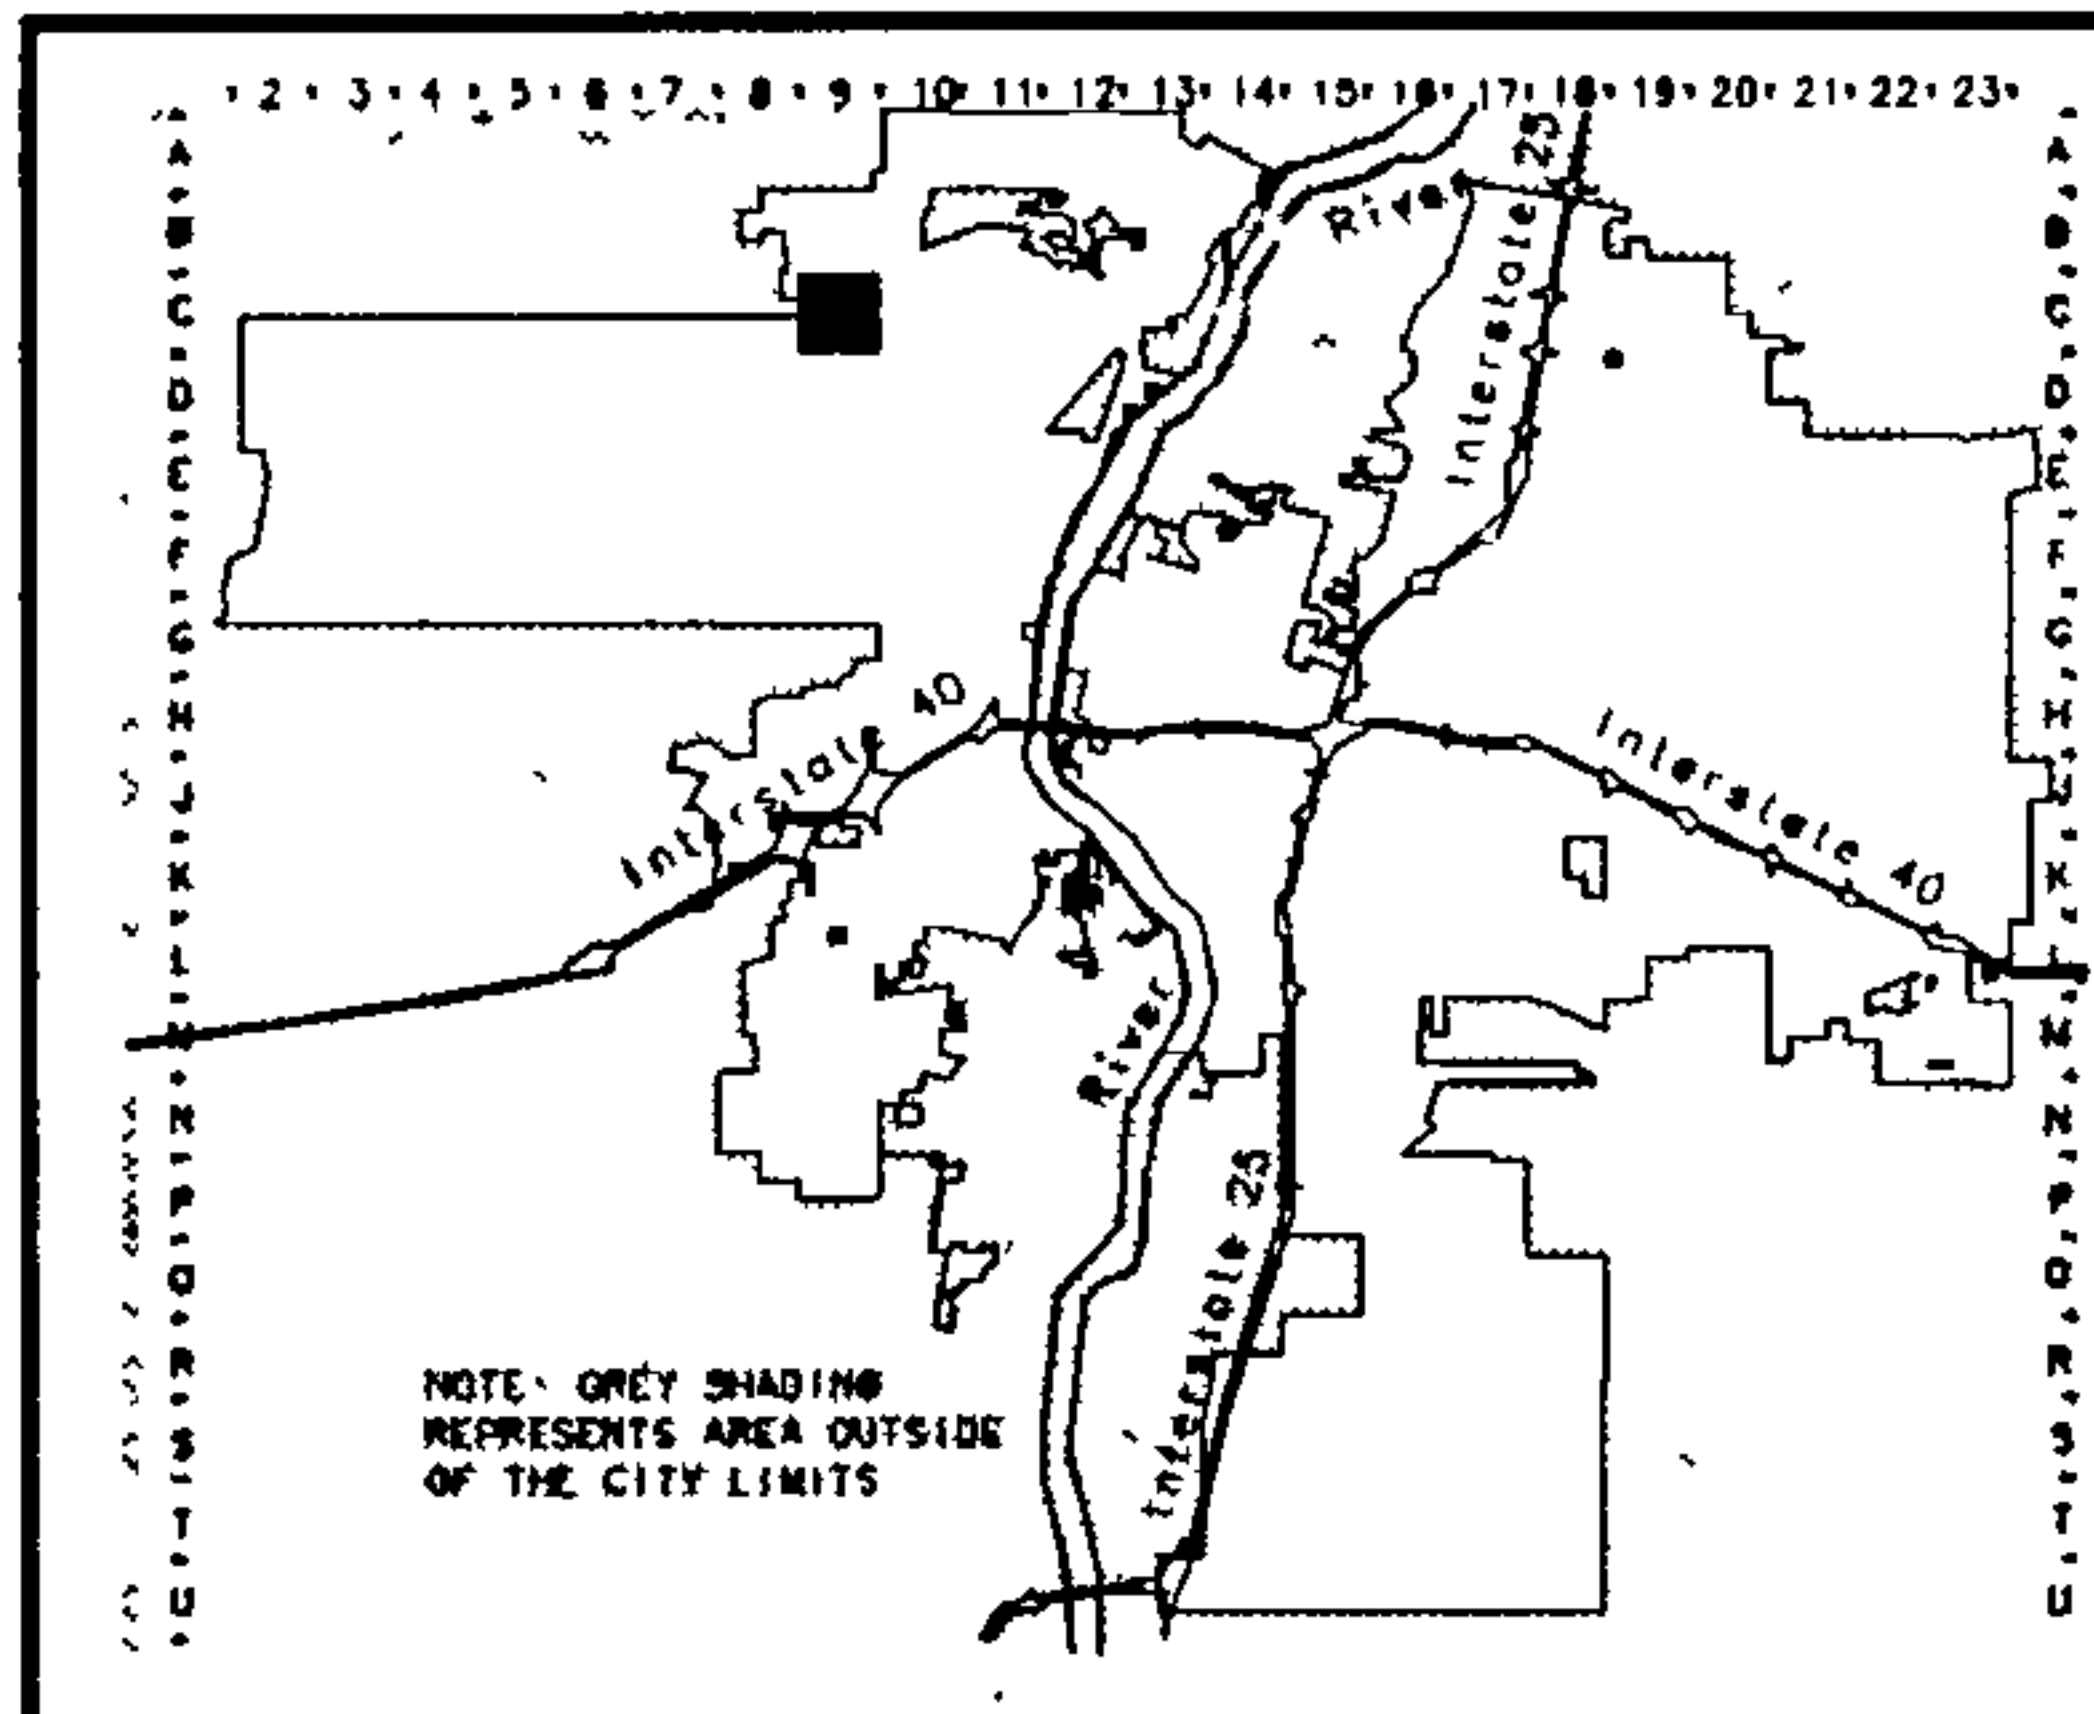 2 3 4 5 6 7 8 9 10 11 12 13 14 15 16 17 18 19 20 21 22 23
A
B
C
D
E
F
G
H
J
K
L
M
N
P
Q
R
S
T
U
A
B
C
D
E
F
G
H
J
K
L
M
N
P
Q
R
S
T
U
River
Interstate 25
Interstate 40
Interstate 40
River
Interstate 25
NOTE: GREY SHADING
REPRESENTS AREA OUTSIDE
OF THE CITY LIMITS